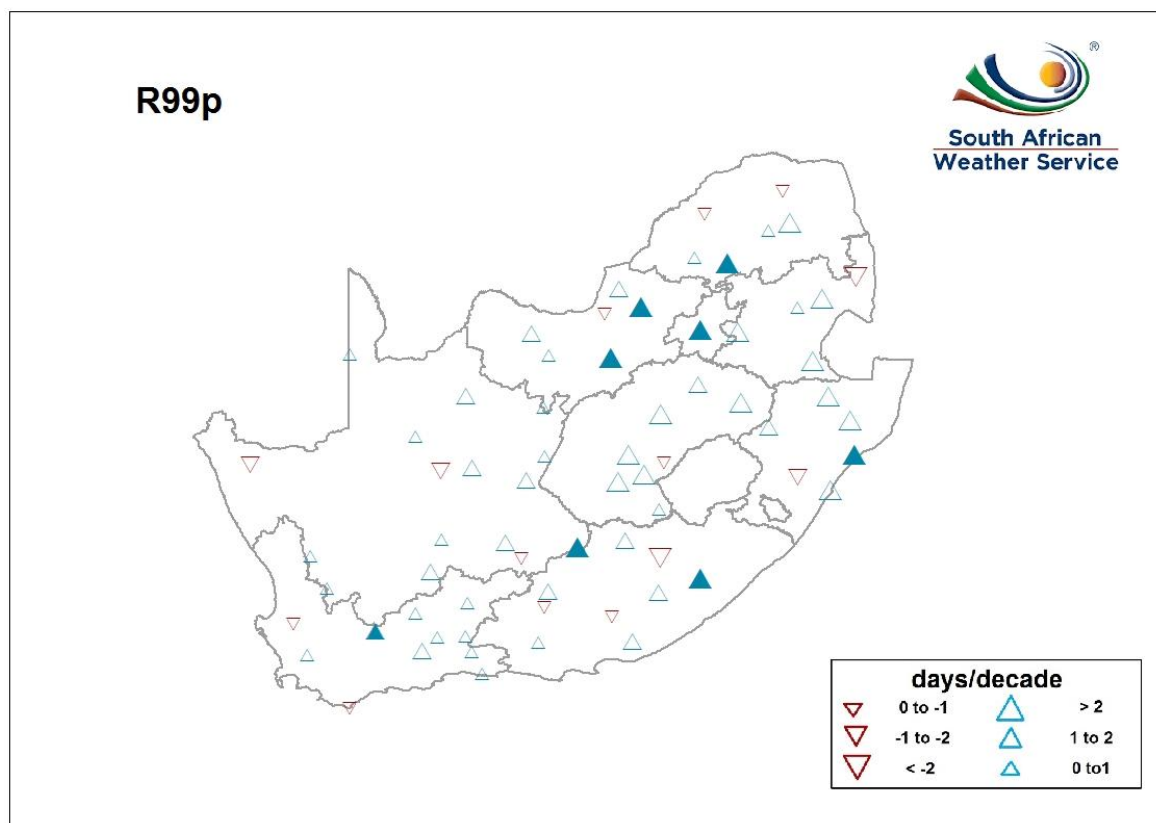 R99p
®
South African
Weather Service
days/decade
0 to -1
> 2
-1 to -2
1 to 2
< -2
0 to1